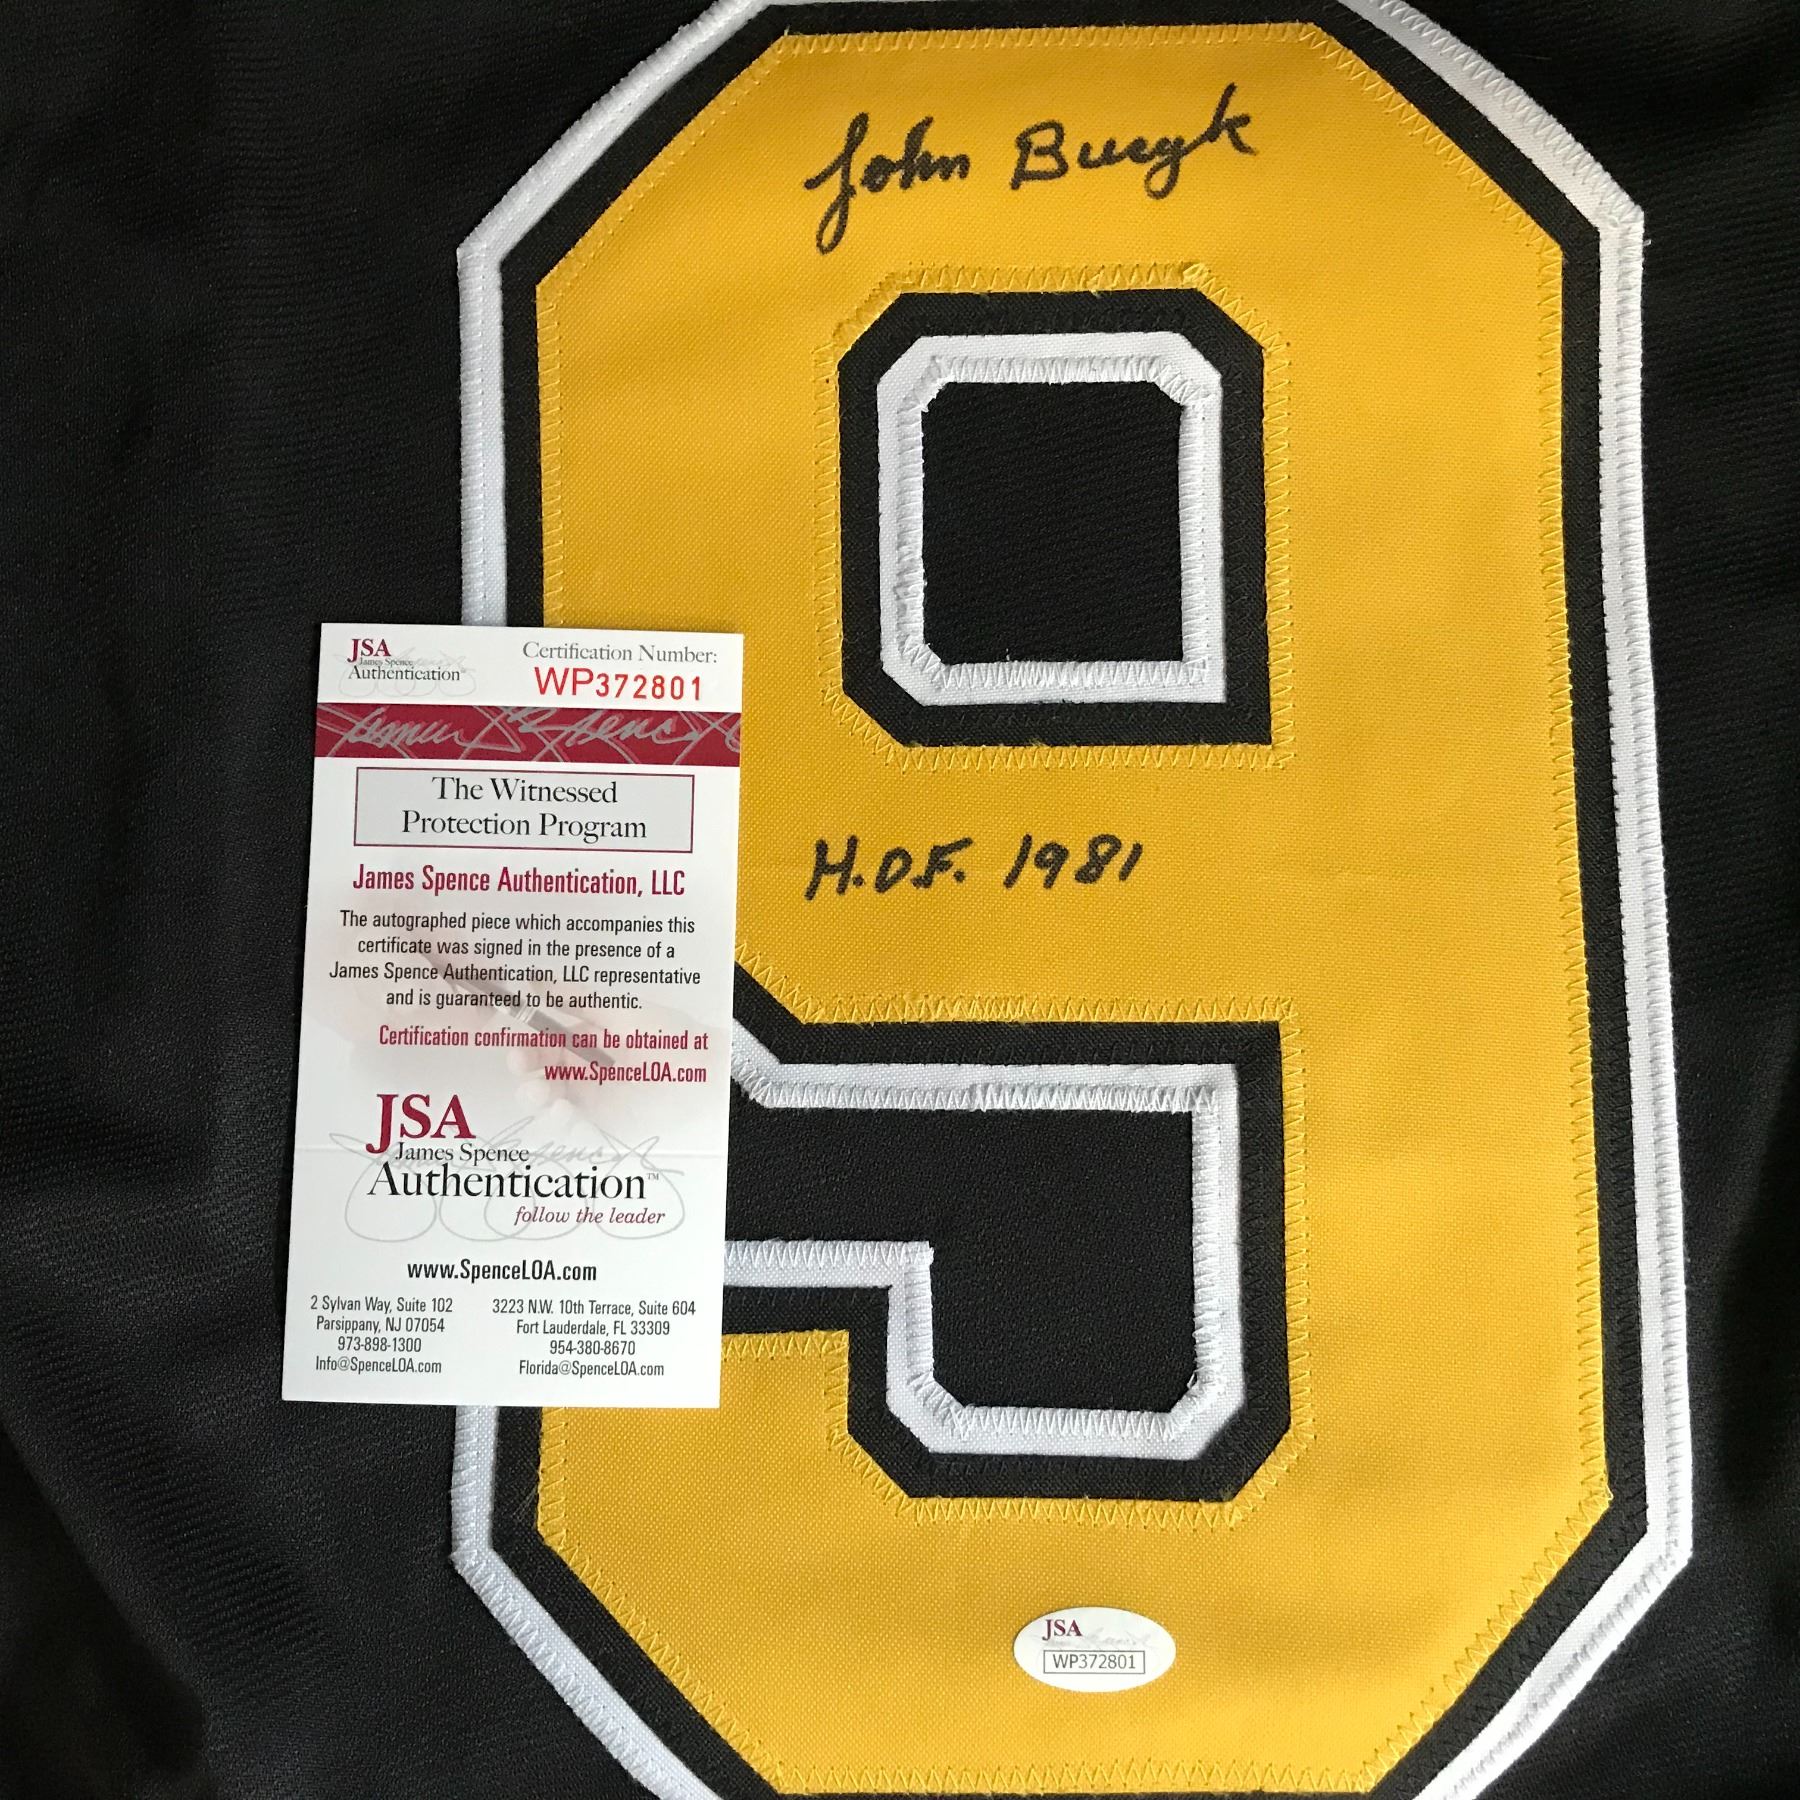 John Bucyk
H.O.F. 1981
JSA
James Spence
Authentication
Certification Number:
WP372801
James Spence
The Witnessed
Protection Program
James Spence Authentication, LLC
The autographed piece which accompanies this
certificate was signed in the presence of a
James Spence Authentication, LLC representative
and is guaranteed to be authentic.
Certification confirmation can be obtained at
www.SpenceLOA.com
JSA
James Spence
Authentication™
follow the leader
www.SpenceLOA.com
2 Sylvan Way, Suite 102
Parsippany, NJ 07054
973-898-1300
Info@SpenceLOA.com
3223 N.W. 10th Terrace, Suite 604
Fort Lauderdale, FL 33309
954-380-8670
Florida@SpenceLOA.com
9
JSA
WP372801